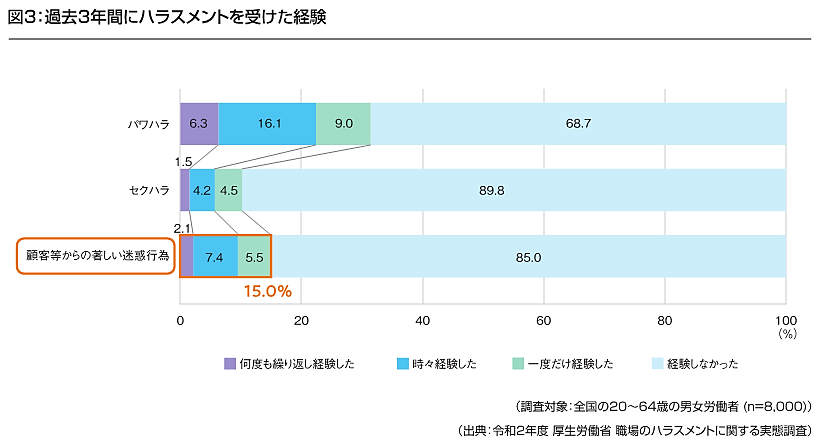 図3：過去3年間にハラスメントを受けた経験
パワハラ
6.3
16.1
9.0
68.7
1.5
セクハラ
4.2
4.5
89.8
2.1
顧客等からの著しい迷惑行為
7.4
5.5
85.0
15.0%
0
20
40
60
80
100
(%)
何度も繰り返し経験した
時々経験した
一度だけ経験した
経験しなかった
（調査対象：全国の20～64歳の男女労働者 (n=8,000)）
（出典：令和2年度 厚生労働省 職場のハラスメントに関する実態調査）